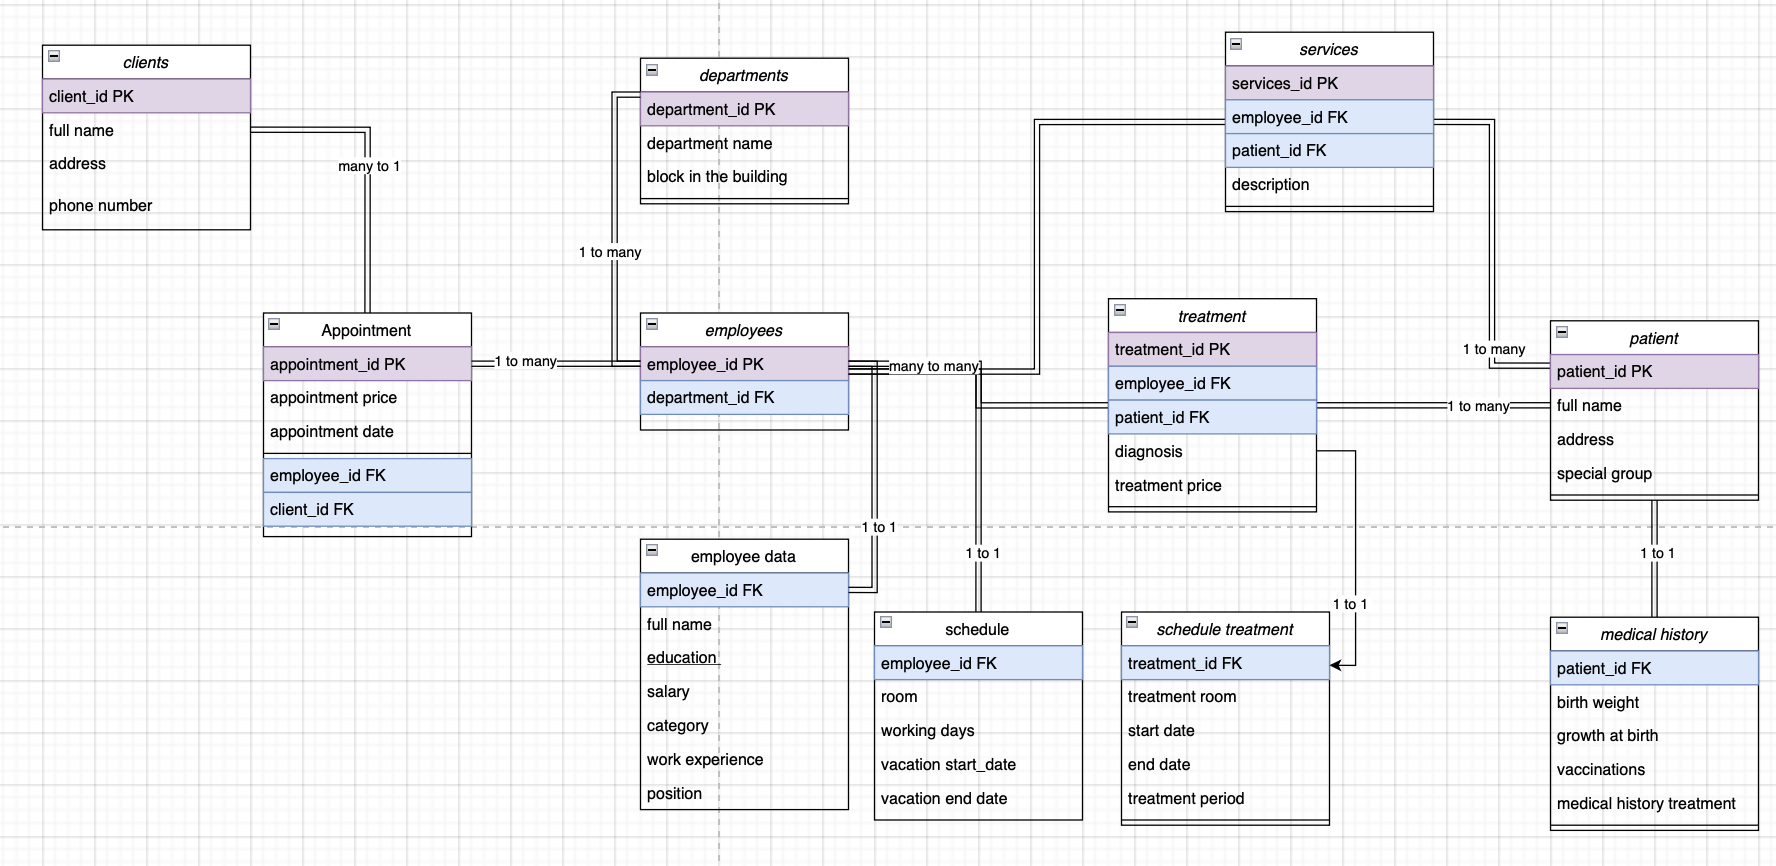 clients
client_id PK
full name
address
phone number
many to 1
departments
department_id PK
department name
block in the building
1 to many
services
services_id PK
employee_id FK
patient_id FK
description
Appointment
appointment_id PK
appointment price
appointment date
employee_id FK
client_id FK
1 to many
employees
employee_id PK
department_id FK
many to many
treatment
treatment_id PK
employee_id FK
patient_id FK
diagnosis
treatment price
1 to many
1 to many
patient
patient_id PK
full name
address
special group
1 to 1
1 to 1
1 to 1
1 to 1
employee data
employee_id FK
full name
education
salary
category
work experience
position
schedule
employee_id FK
room
working days
vacation start_date
vacation end date
schedule treatment
treatment_id FK
treatment room
start date
end date
treatment period
medical history
patient_id FK
birth weight
growth at birth
vaccinations
medical history treatment